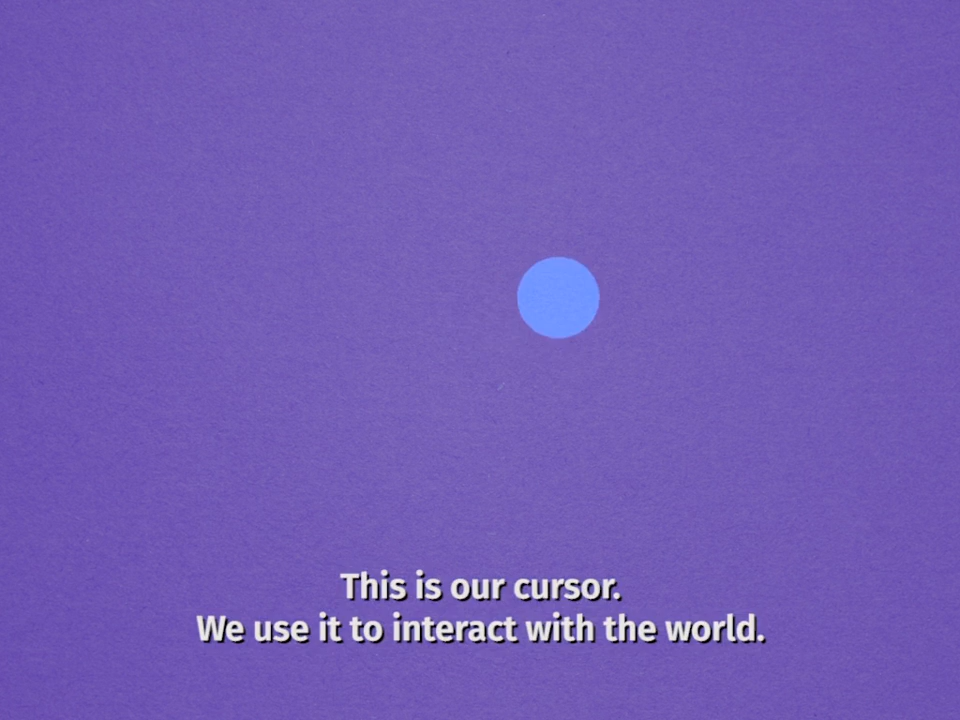 This is our cursor.
We use it to interact with the world.